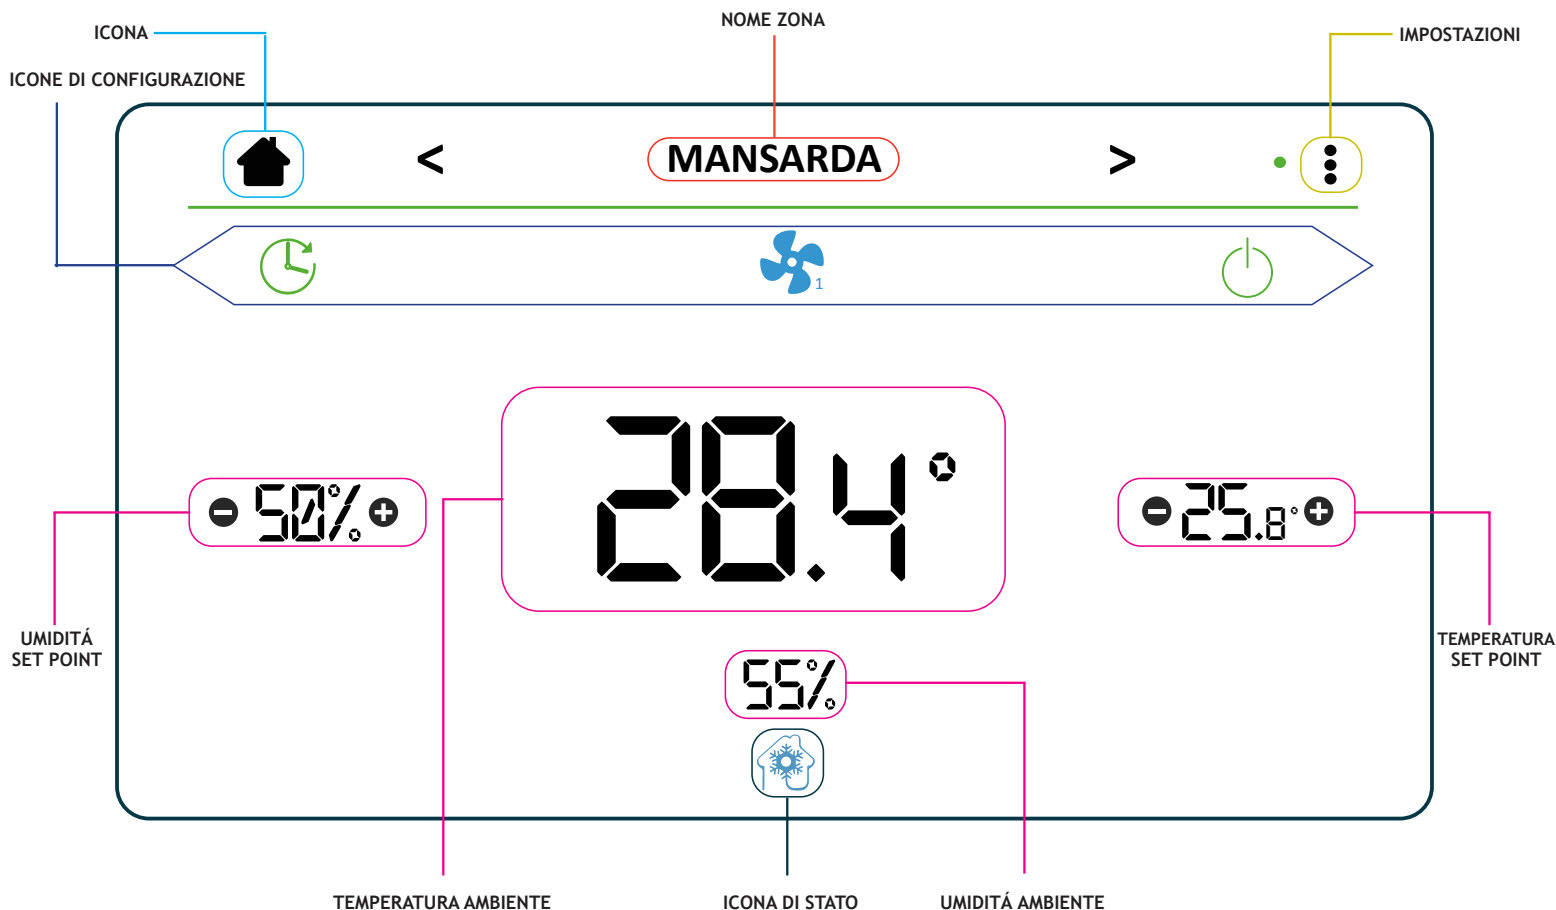 NOME ZONA
ICONA
IMPOSTAZIONI
ICONE DI CONFIGURAZIONE
< MANSARDA >
1
28.4°
50% 25.8°
UMIDITÁ
SET POINT
TEMPERATURA
SET POINT
55%
TEMPERATURA AMBIENTE
ICONA DI STATO
UMIDITÁ AMBIENTE